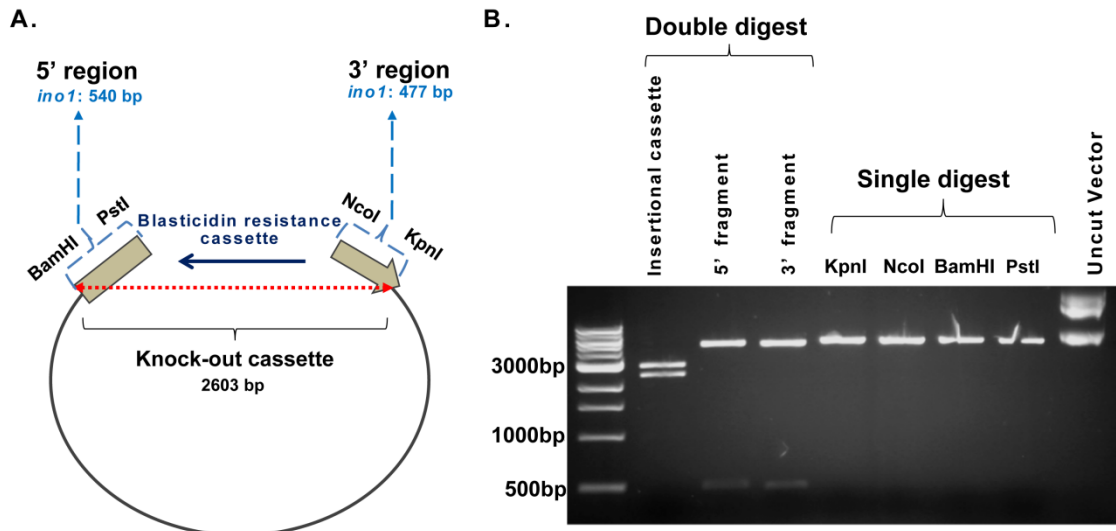 A.
5' region
ino1: 540 bp
3' region
ino1: 477 bp
BamHI
PstI
Blasticidin resistance
cassette
NcoI
KpnI
Knock-out cassette
2603 bp
B.
Double digest
Insertional cassette
5' fragment
3' fragment
Single digest
KpnI NcoI BamHI PstI
Uncut Vector
3000bp
1000bp
500bp